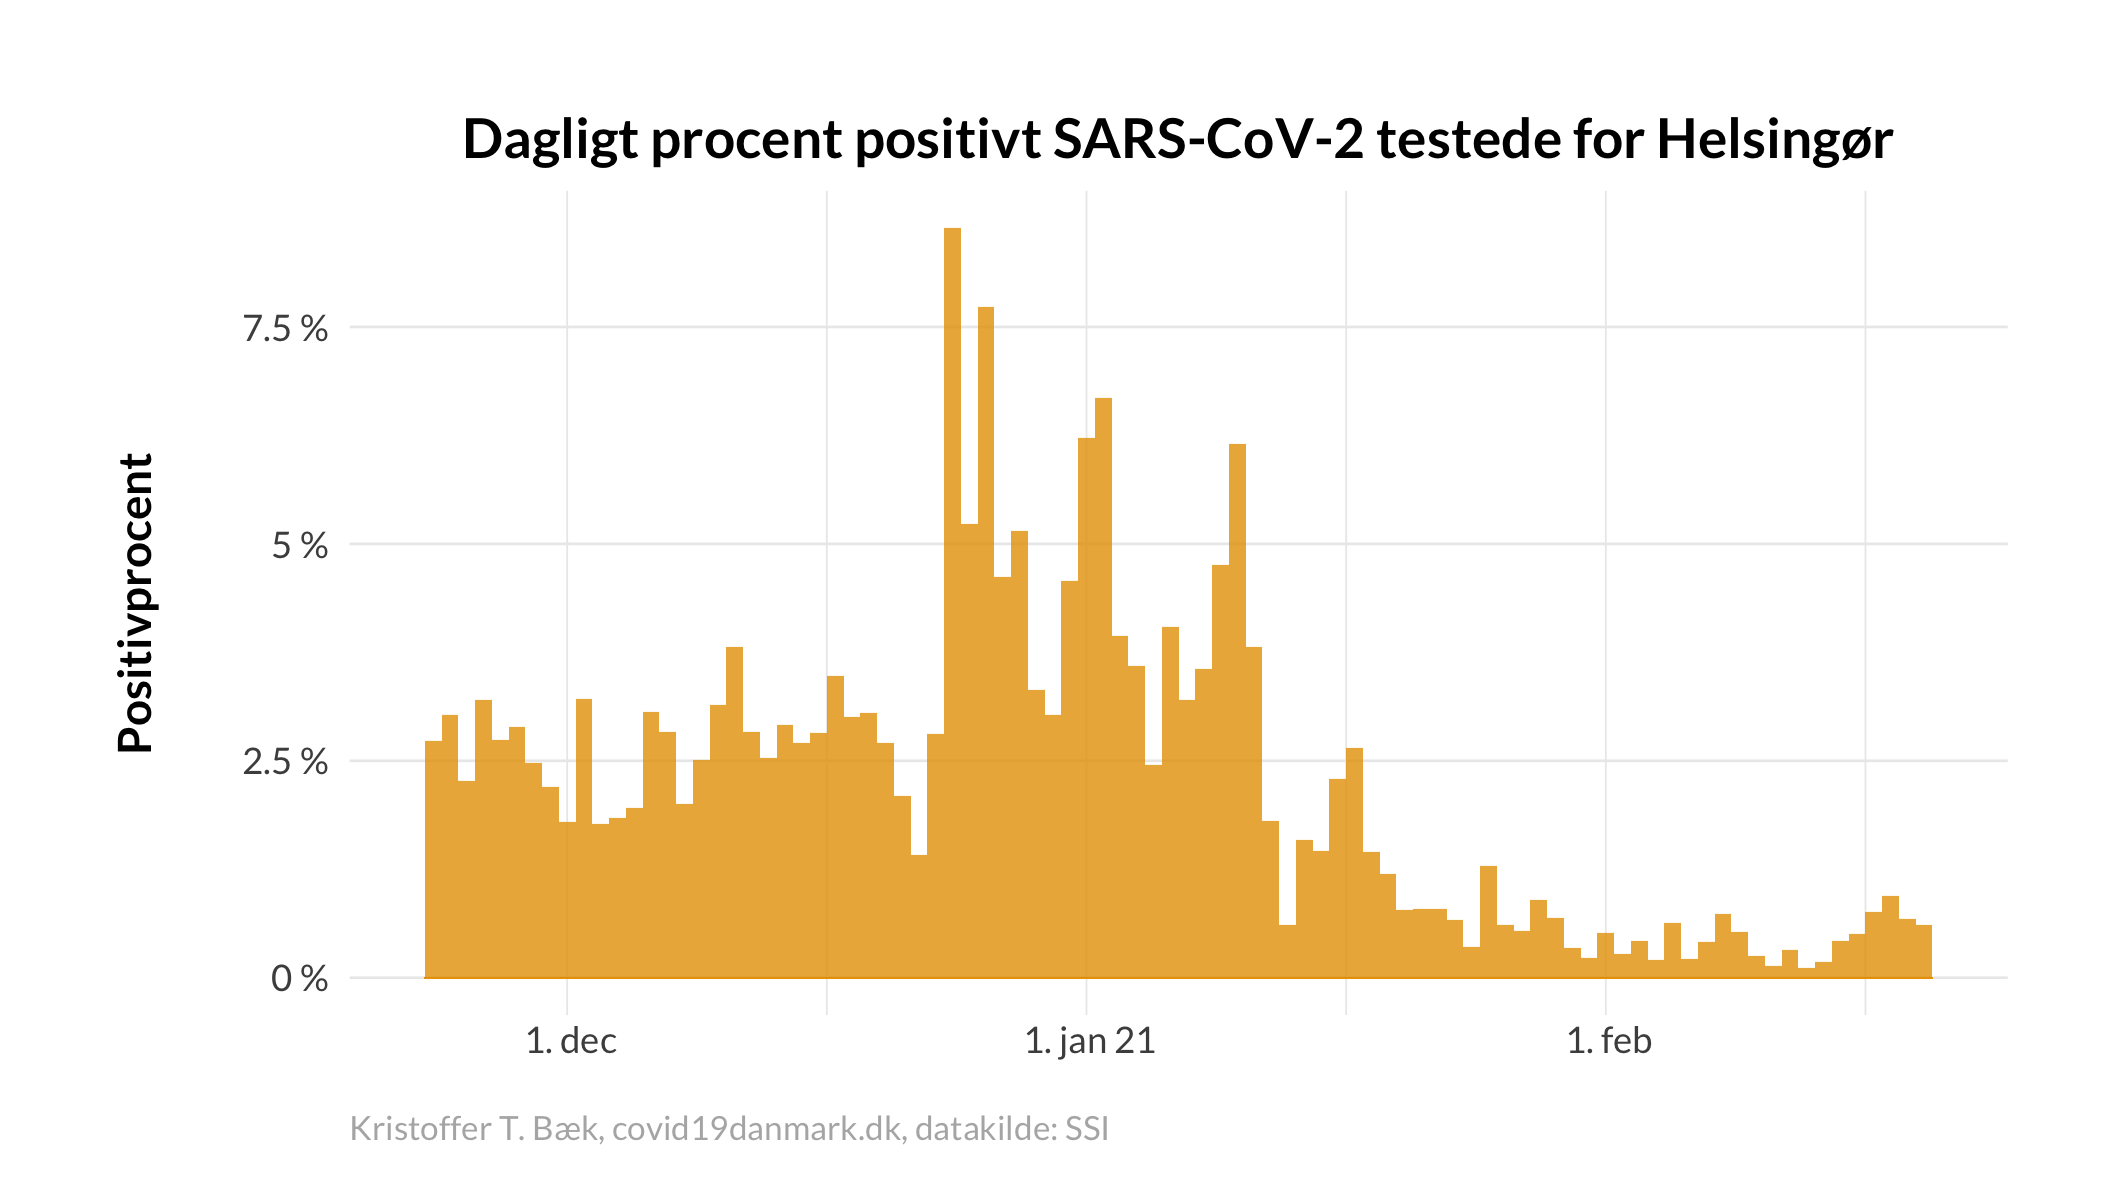 Dagligt procent positivt SARS-CoV-2 testede for Helsingør
Positivprocent
7.5 %
5 %
2.5 %
0 %
1. dec
1. jan 21
1. feb
Kristoffer T. Bæk, covid19danmark.dk, datakilde: SSI